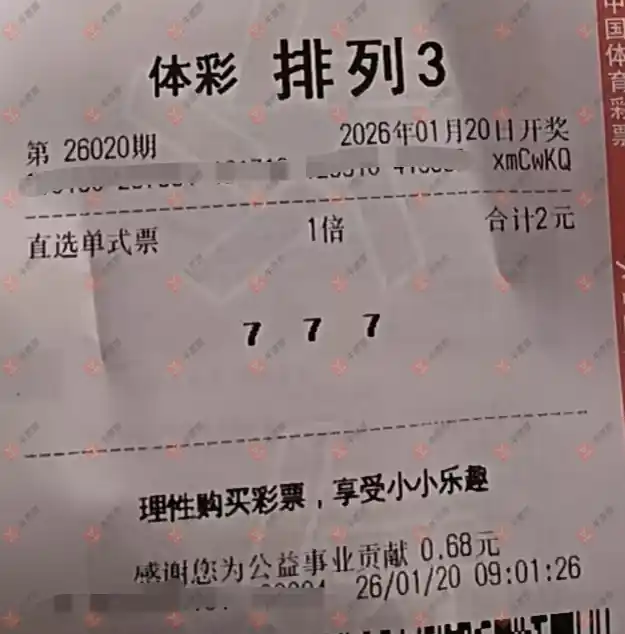 体彩 排列3
第 26020期 2026年01月20日开奖
xmCwKQ
直选单式票 1倍 合计2元
7 7 7
理性购买彩票，享受小小乐趣
感谢您为公益事业贡献 0.68元
26/01/20 09:01:26
中国体育彩票